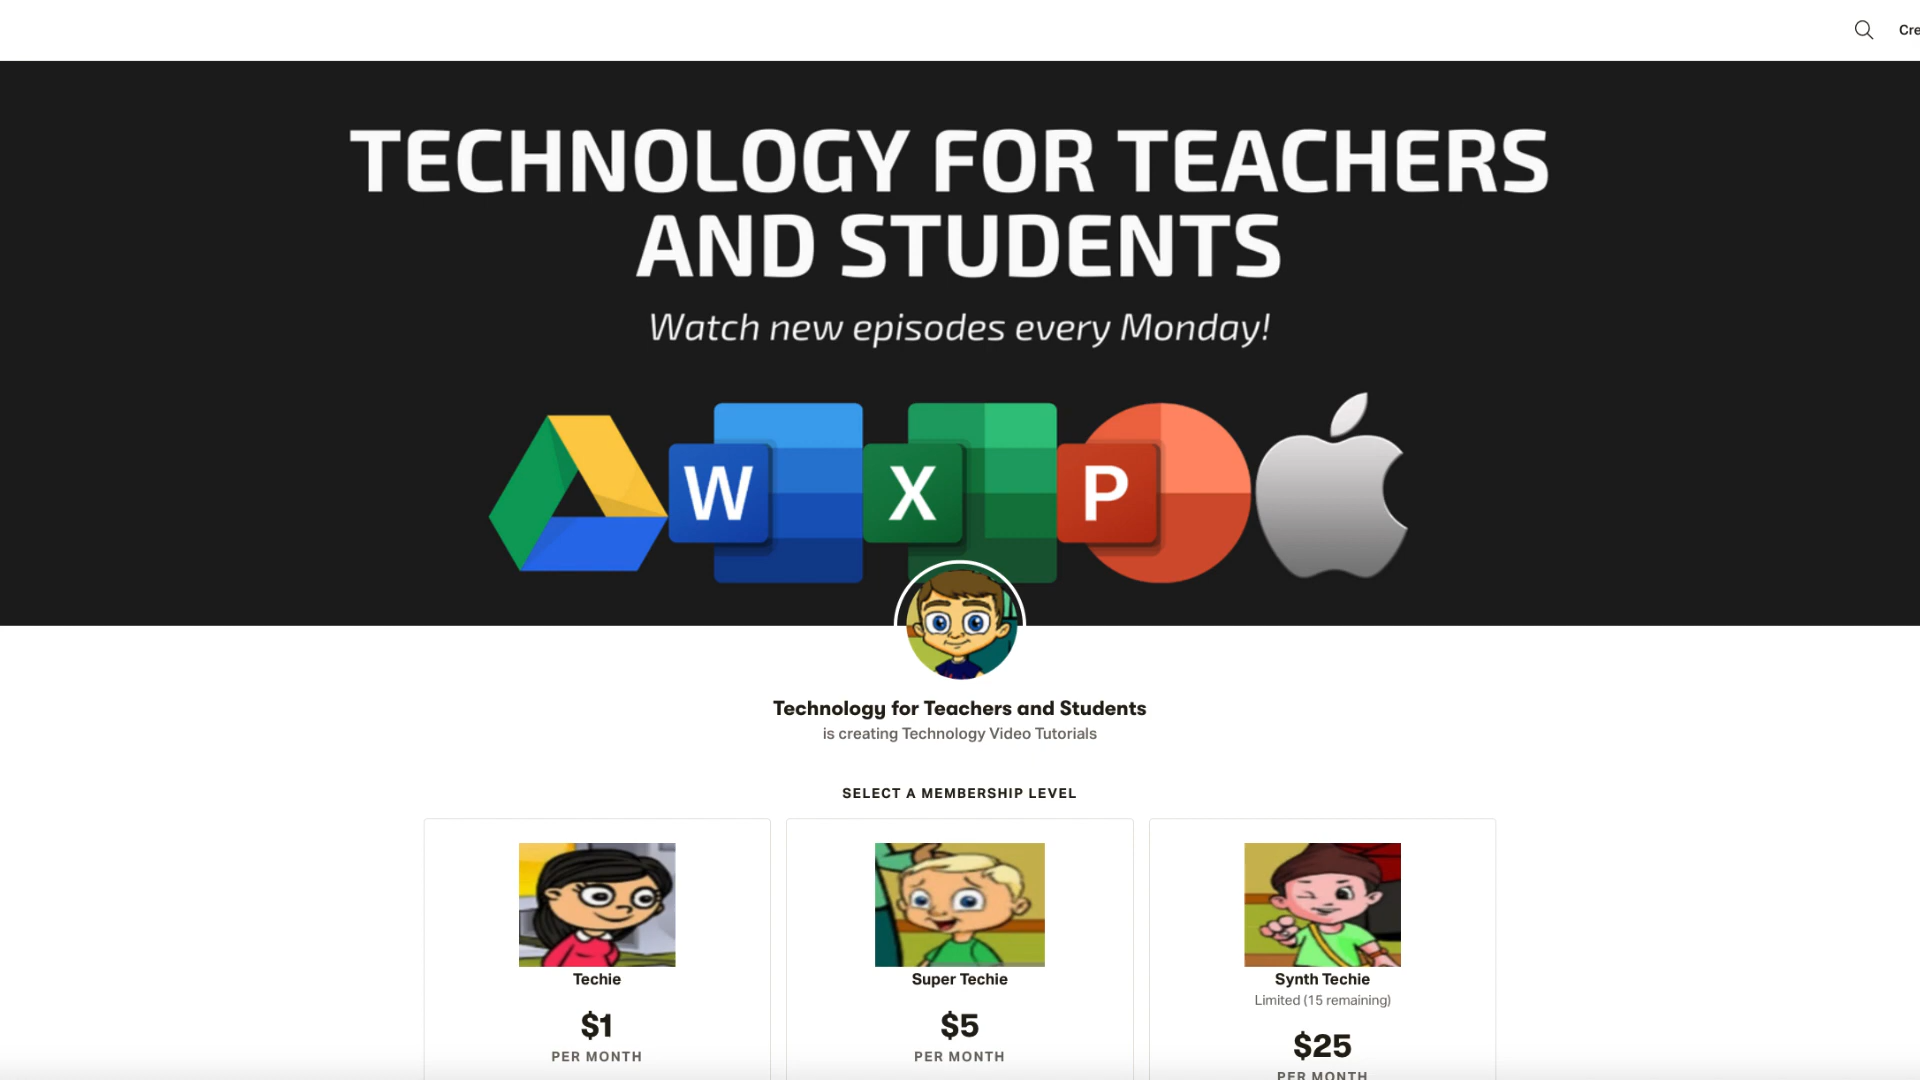 Cre
TECHNOLOGY FOR TEACHERS
AND STUDENTS
Watch new episodes every Monday!
W X P
Technology for Teachers and Students
is creating Technology Video Tutorials
SELECT A MEMBERSHIP LEVEL
Techie
$1
PER MONTH
Super Techie
$5
PER MONTH
Synth Techie
Limited (15 remaining)
$25
PER MONTH